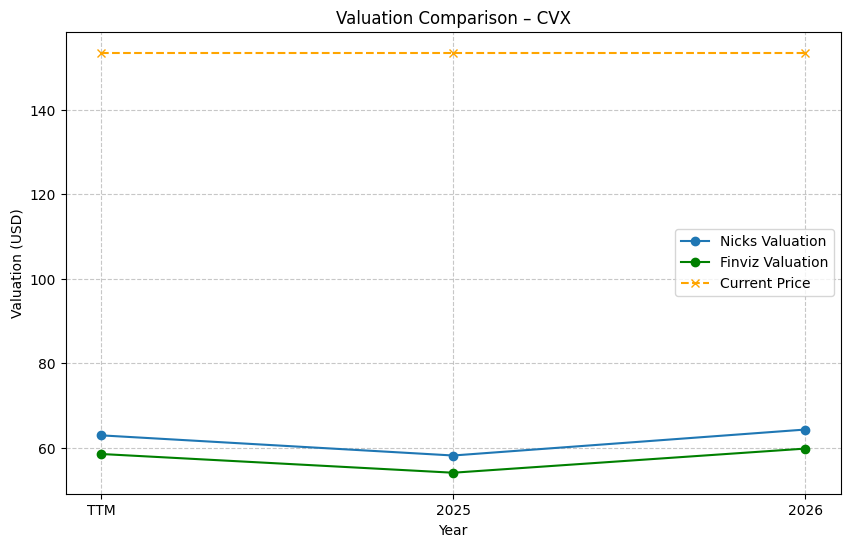 Valuation Comparison – CVX
Valuation (USD)
140
120
100
80
60
Nicks Valuation
Finviz Valuation
Current Price
TTM
2025
2026
Year